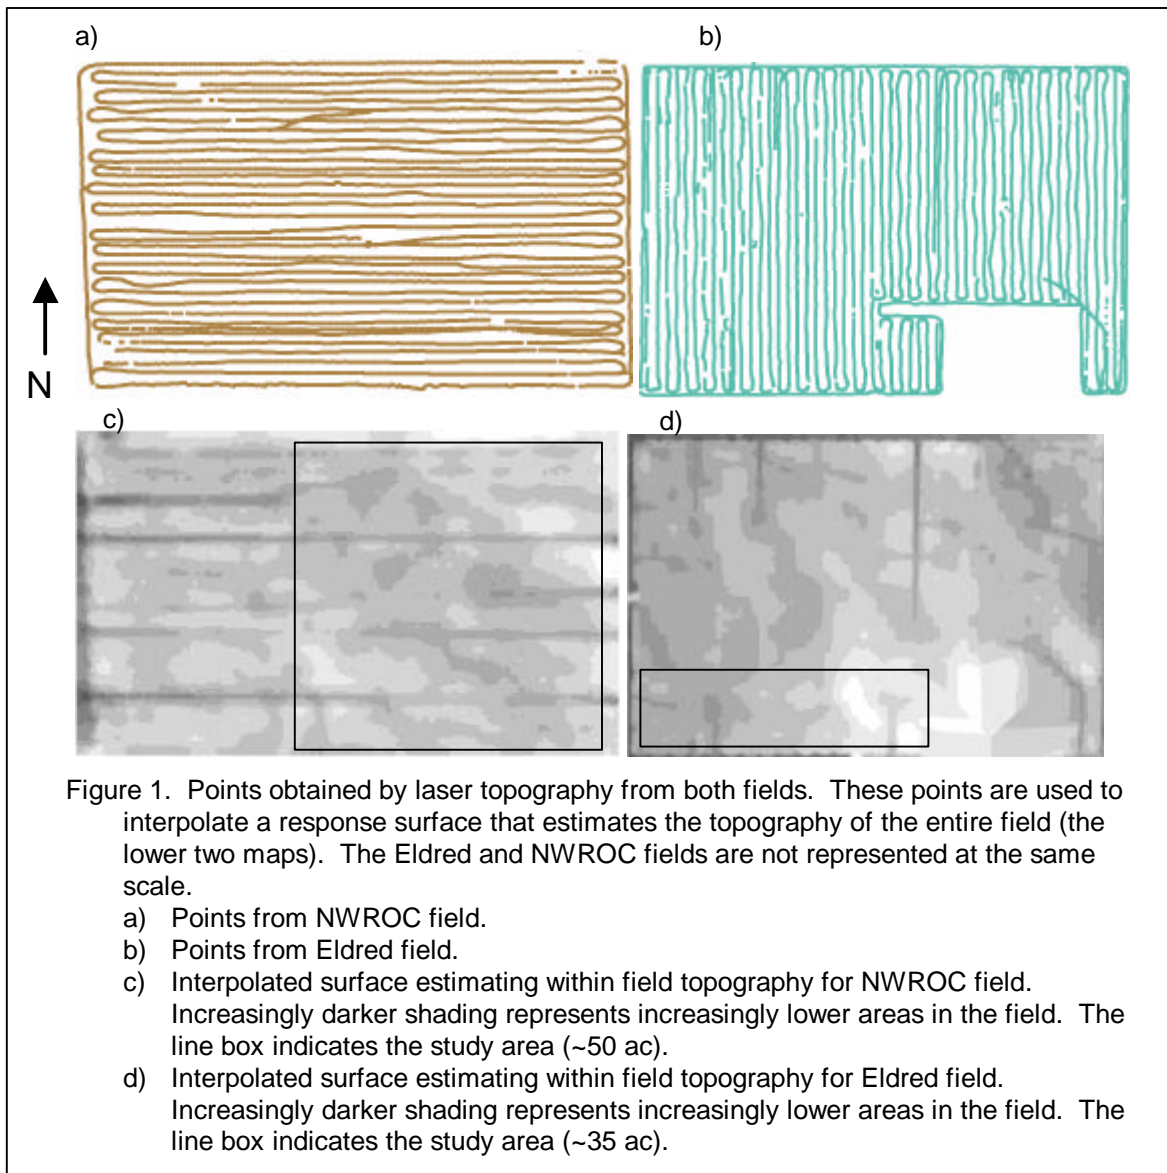 a)
b)
N
c)
d)
Figure 1.  Points obtained by laser topography from both fields.  These points are used to
interpolate a response surface that estimates the topography of the entire field (the
lower two maps).  The Eldred and NWROC fields are not represented at the same
scale.
a)  Points from NWROC field.
b)  Points from Eldred field.
c)  Interpolated surface estimating within field topography for NWROC field.
Increasingly darker shading represents increasingly lower areas in the field.  The
line box indicates the study area (~50 ac).
d)  Interpolated surface estimating within field topography for Eldred field.
Increasingly darker shading represents increasingly lower areas in the field.  The
line box indicates the study area (~35 ac).